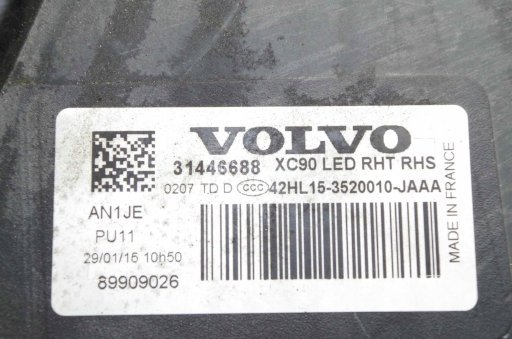 VOLVO
31446688 XC90 LED RHT RHS
0207 TD D CCC 42HL15-3520010-JAAA
AN1JE
PU11
29/01/15 10h50
89909026
MADE IN FRANCE